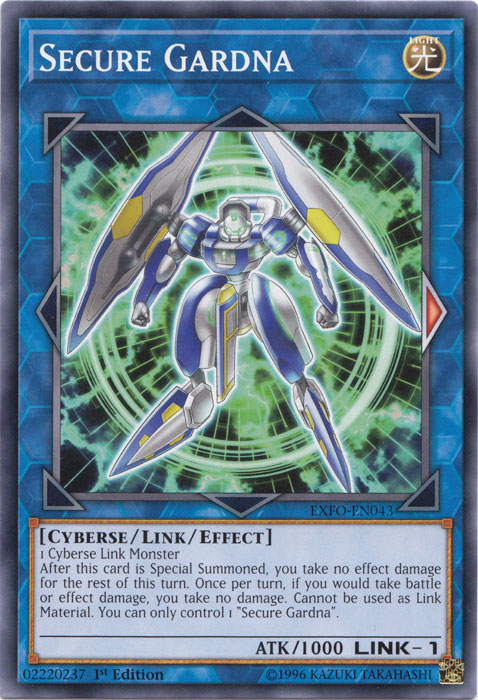 SECURE GARDNA
LIGHT
光
EXFO-EN043
[CYBERSE/LINK/EFFECT]
1 Cyberse Link Monster
After this card is Special Summoned, you take no effect damage
for the rest of this turn. Once per turn, if you would take battle
or effect damage, you take no damage. Cannot be used as Link
Material. You can only control 1 "Secure Gardna".
ATK/1000 LINK-1
02220237 1st Edition ©1996 KAZUKI TAKAHASHI